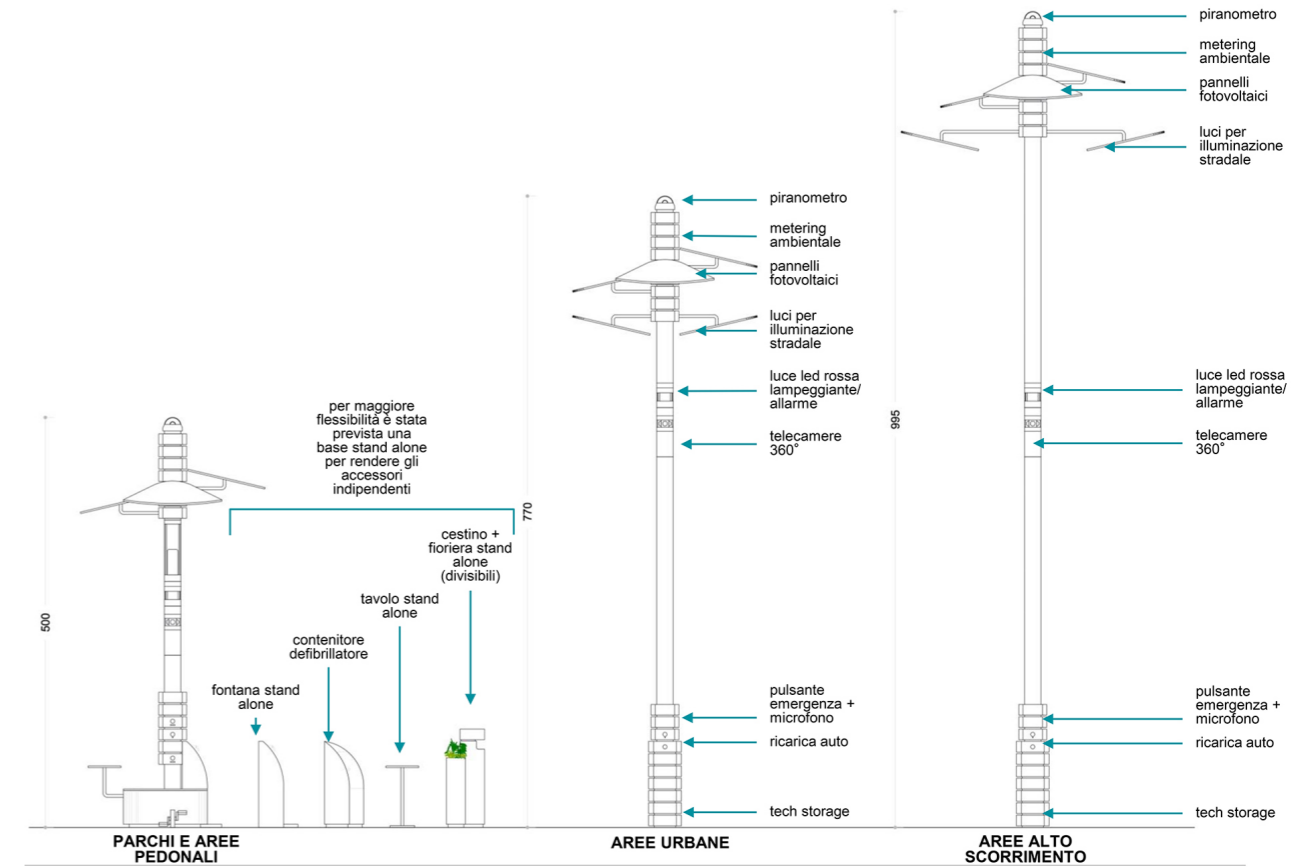 piranometro
metering
ambientale
pannelli
fotovoltaici
luci per
illuminazione
stradale
luce led rossa
lampeggiante/
allarme
telecamere
360°
pulsante
emergenza +
microfono
ricarica auto
tech storage
995
AREE ALTO
SCORRIMENTO
piranometro
metering
ambientale
pannelli
fotovoltaici
luci per
illuminazione
stradale
luce led rossa
lampeggiante/
allarme
telecamere
360°
pulsante
emergenza +
microfono
ricarica auto
tech storage
770
AREE URBANE
per maggiore
flessibilità è stata
prevista una
base stand alone
per rendere gli
accessori
indipendenti
cestino +
fioriera stand
alone
(divisibili)
tavolo stand
alone
contenitore
defibrillatore
fontana stand
alone
500
PARCHI E AREE
PEDONALI